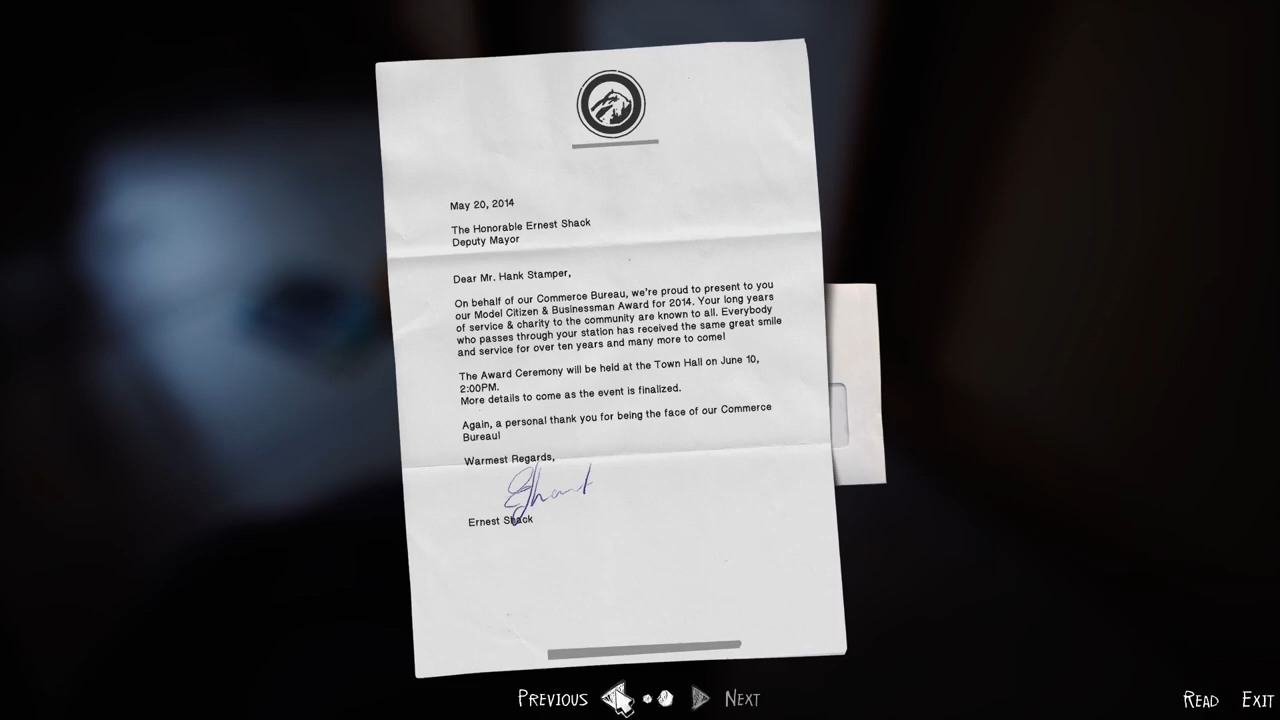 May 20, 2014
The Honorable Ernest Shack
Deputy Mayor
Dear Mr. Hank Stamper,
On behalf of our Commerce Bureau, we're proud to present to you
our Model Citizen & Businessman Award for 2014. Your long years
of service & charity to the community are known to all. Everybody
who passes through your station has received the same great smile
and service for over ten years and many more to come!
The Award Ceremony will be held at the Town Hall on June 10,
2:00PM.
More details to come as the event is finalized.
Again, a personal thank you for being the face of our Commerce
Bureau!
Warmest Regards,
Ernest Shack
PREVIOUS
NEXT
READ
EXIT